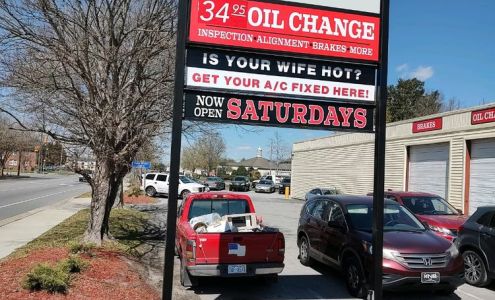 34.95 OIL CHANGE
INSPECTION • ALIGNMENT • BRAKES • MORE
IS YOUR WIFE HOT?
GET YOUR A/C FIXED HERE!
NOW OPEN SATURDAYS
BRAKES
OIL CHA